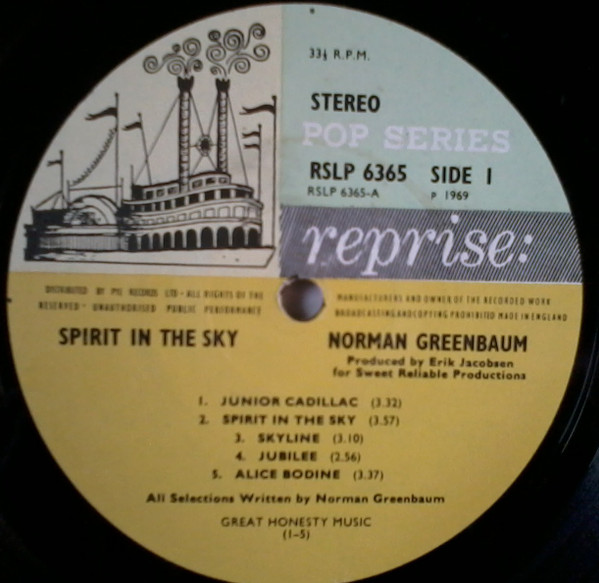 33⅓ R.P.M.
STEREO
POP SERIES
RSLP 6365 SIDE 1
RSLP 6365-A P 1969
reprise:
DISTRIBUTED BY PYE RECORDS LTD · ALL RIGHTS OF THE
MANUFACTURERS AND OWNER OF THE RECORDED WORK
RESERVED · UNAUTHORISED PUBLIC PERFORMANCE
BROADCASTING AND COPYING PROHIBITED MADE IN ENGLAND
SPIRIT IN THE SKY
NORMAN GREENBAUM
Produced by Erik Jacobsen
for Sweet Reliable Productions
1. JUNIOR CADILLAC (3.32)
2. SPIRIT IN THE SKY (3.57)
3. SKYLINE (3.10)
4. JUBILEE (2.56)
5. ALICE BODINE (3.37)
All Selections Written by Norman Greenbaum
GREAT HONESTY MUSIC
(1-5)